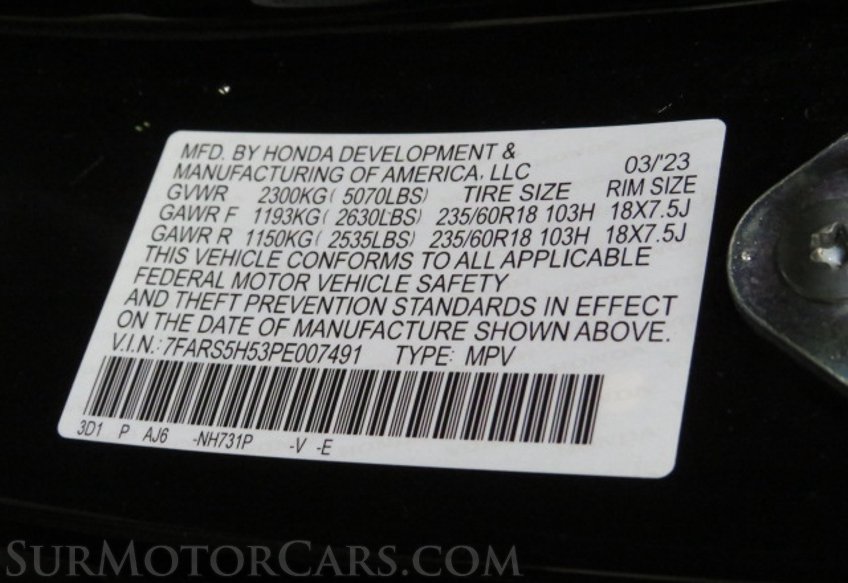 MFD. BY HONDA DEVELOPMENT &
MANUFACTURING OF AMERICA, LLC 03/'23
GVWR 2300KG( 5070LBS) TIRE SIZE RIM SIZE
GAWR F 1193KG( 2630LBS) 235/60R18 103H 18X7.5J
GAWR R 1150KG( 2535LBS) 235/60R18 103H 18X7.5J
THIS VEHICLE CONFORMS TO ALL APPLICABLE
FEDERAL MOTOR VEHICLE SAFETY
AND THEFT PREVENTION STANDARDS IN EFFECT
ON THE DATE OF MANUFACTURE SHOWN ABOVE.
V.I.N.: 7FARS5H53PE007491 TYPE: MPV
3D1 P AJ6 -NH731P -V -E
SURMOTORCARS.COM